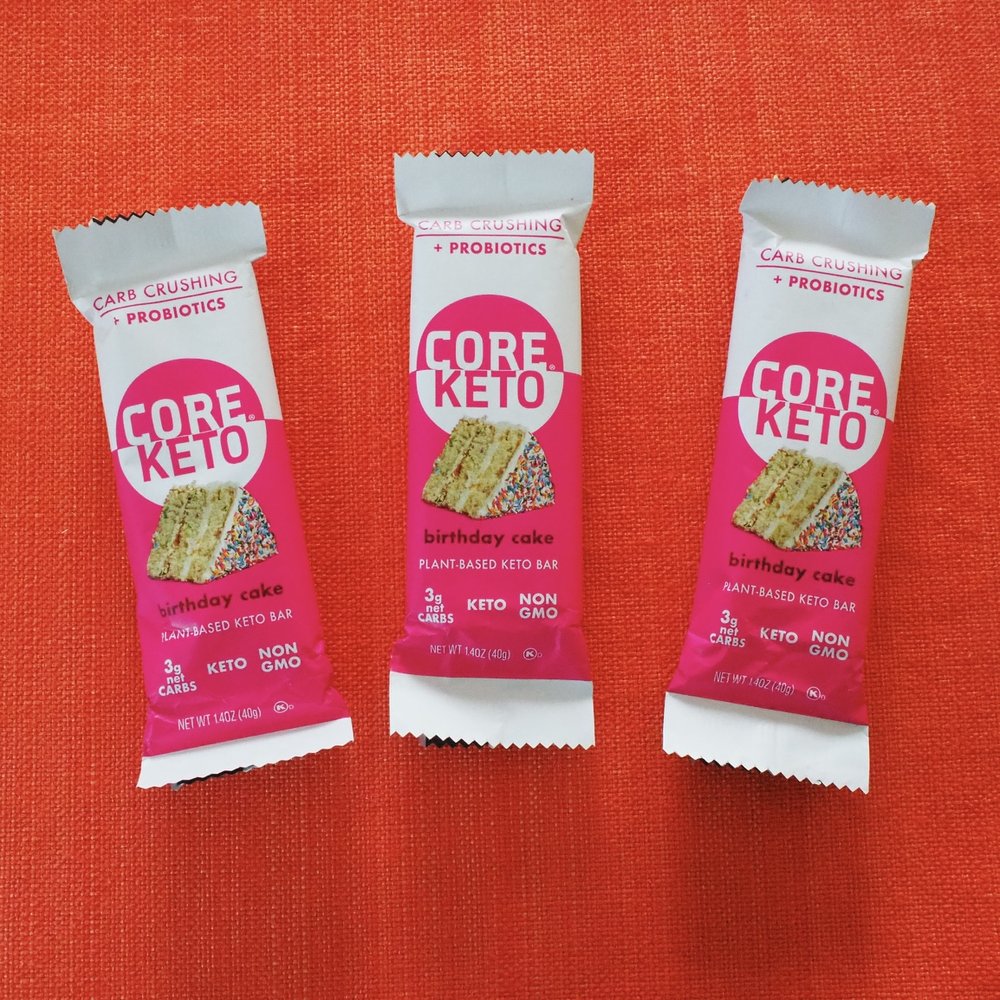 CARB CRUSHING
+ PROBIOTICS
CORE
KETO®
birthday cake
PLANT-BASED KETO BAR
3g
net
CARBS
KETO
NON
GMO
NET WT 1.4OZ (40g)
K D
CARB CRUSHING
+ PROBIOTICS
CORE
KETO®
birthday cake
PLANT-BASED KETO BAR
3g
net
CARBS
KETO
NON
GMO
NET WT 1.4OZ (40g)
K D
CARB CRUSHING
+ PROBIOTICS
CORE
KETO®
birthday cake
PLANT-BASED KETO BAR
3g
net
CARBS
KETO
NON
GMO
NET WT 1.4OZ (40g)
K